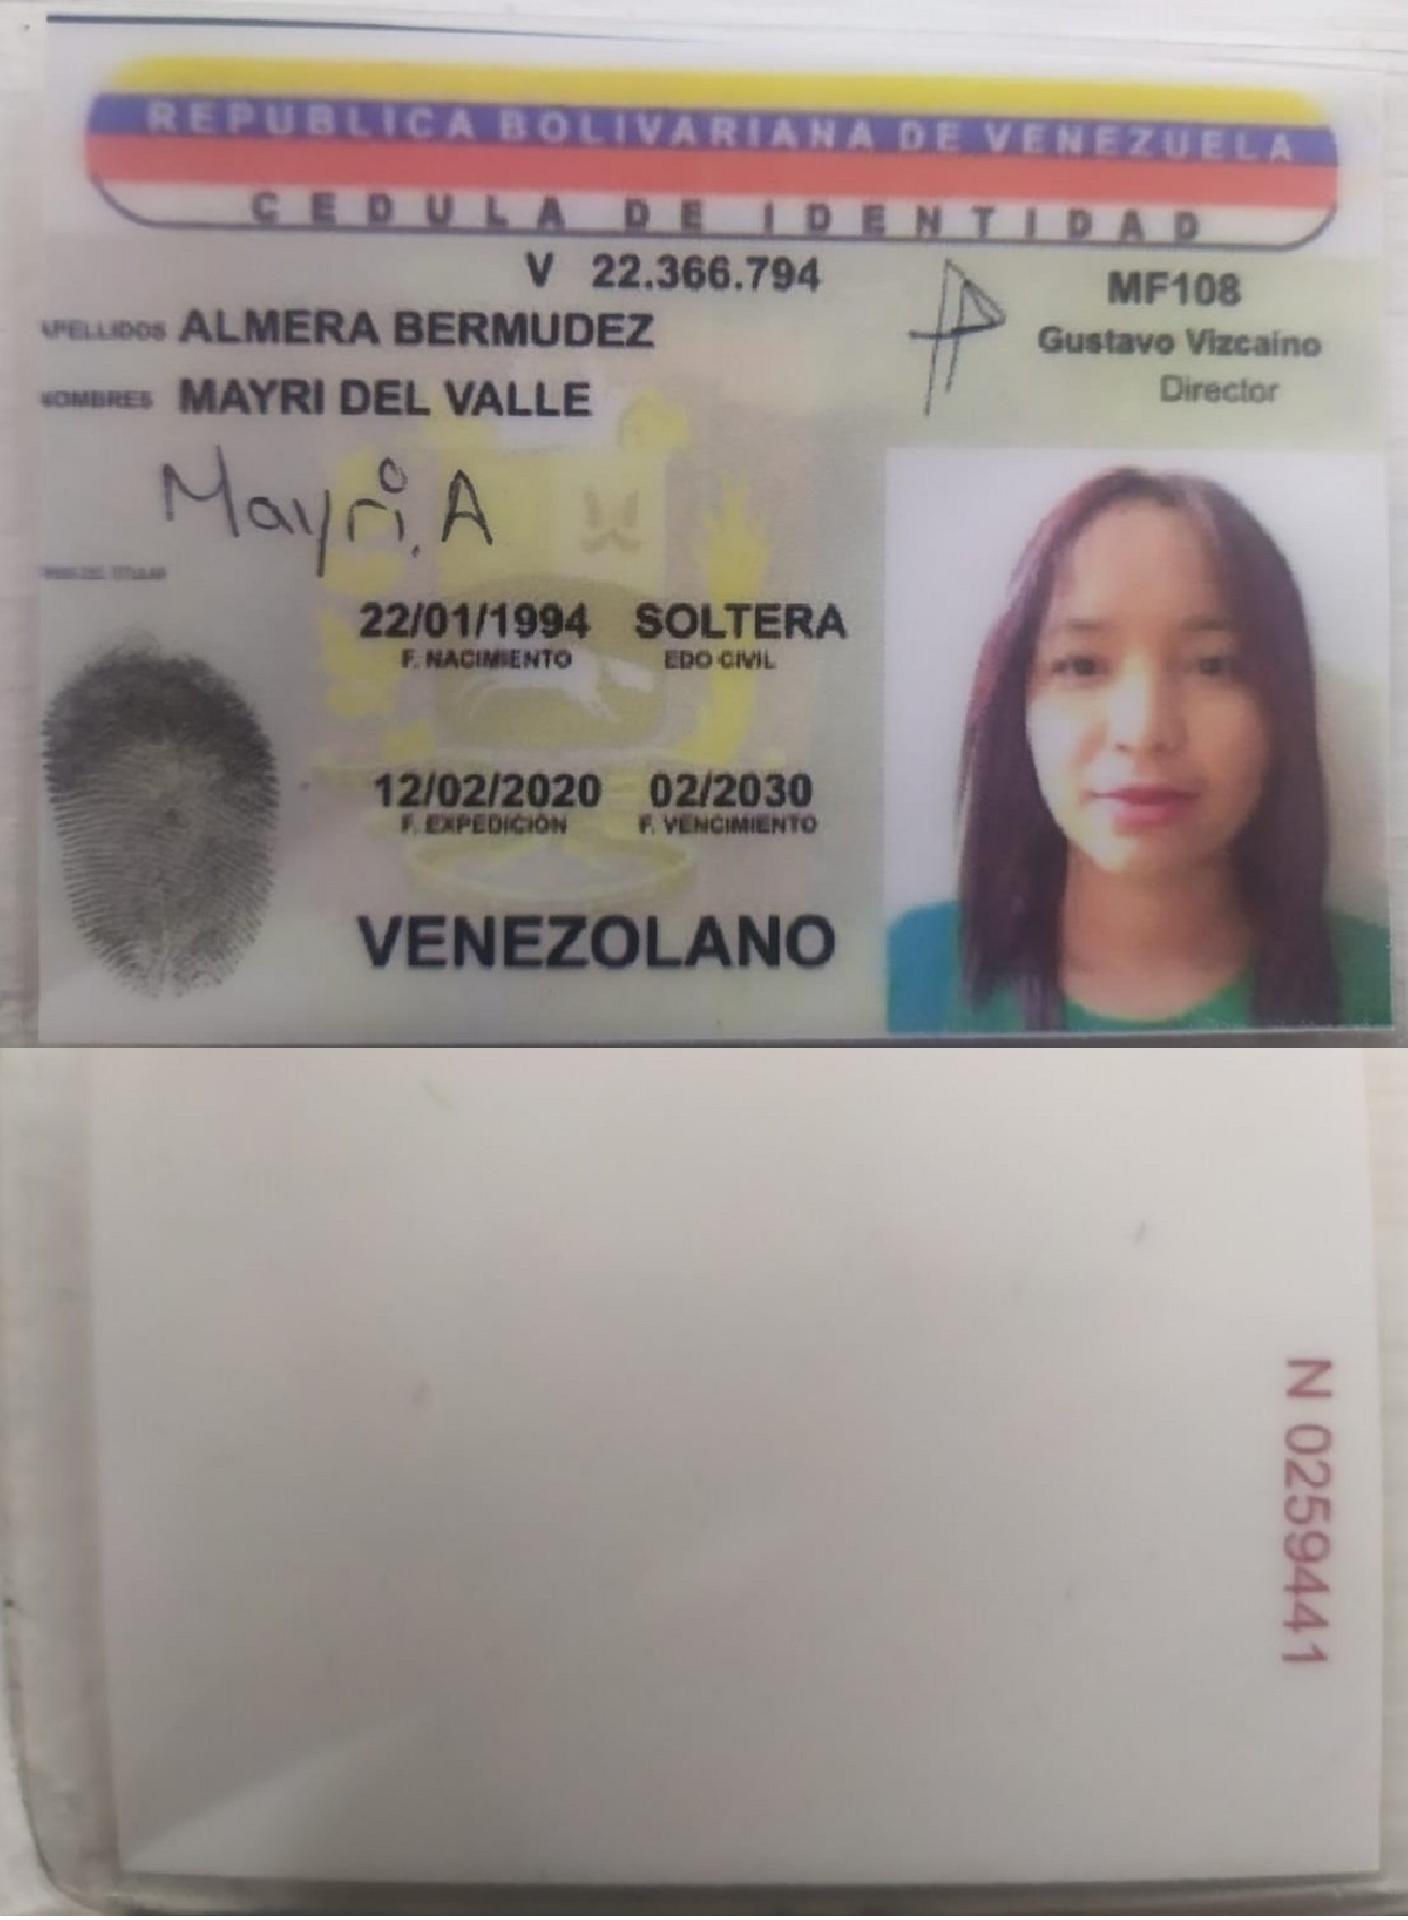 REPUBLICA BOLIVARIANA DE VENEZUELA
CEDULA DE IDENTIDAD
V 22.366.794
MF108
Gustavo Vizcaíno
Director
APELLIDOS ALMERA BERMUDEZ
NOMBRES MAYRI DEL VALLE
Mayri. A
22/01/1994 SOLTERA
F. NACIMIENTO EDO CIVIL
12/02/2020 02/2030
F. EXPEDICION F. VENCIMIENTO
VENEZOLANO
N 0259441